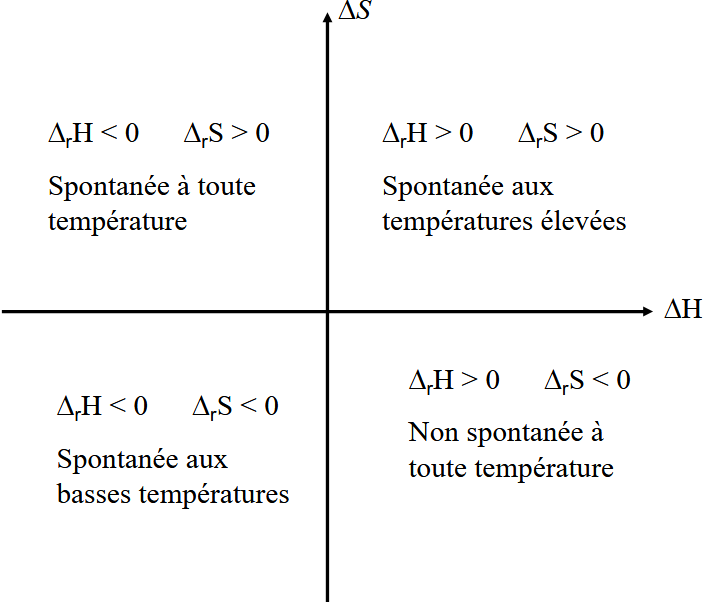 ΔS
ΔrH < 0 ΔrS > 0
Spontanée à toute
température
ΔrH > 0 ΔrS > 0
Spontanée aux
températures élevées
ΔH
ΔrH < 0 ΔrS < 0
Spontanée aux
basses températures
ΔrH > 0 ΔrS < 0
Non spontanée à
toute température